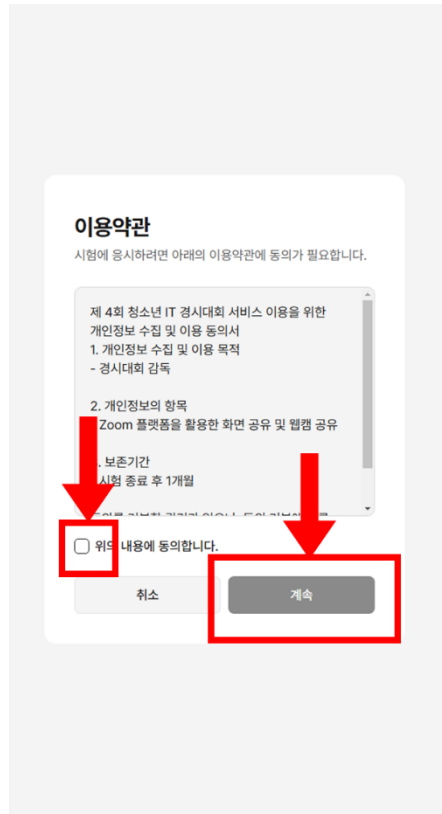 이용약관
시험에 응시하려면 아래의 이용약관에 동의가 필요합니다.
제 4회 청소년 IT 경시대회 서비스 이용을 위한
개인정보 수집 및 이용 동의서
1. 개인정보 수집 및 이용 목적
- 경시대회 감독
2. 개인정보의 항목
Zoom 플랫폼을 활용한 화면 공유 및 웹캠 공유
. 보존기간
시험 종료 후 1개월
위의 내용에 동의합니다.
취소
계속